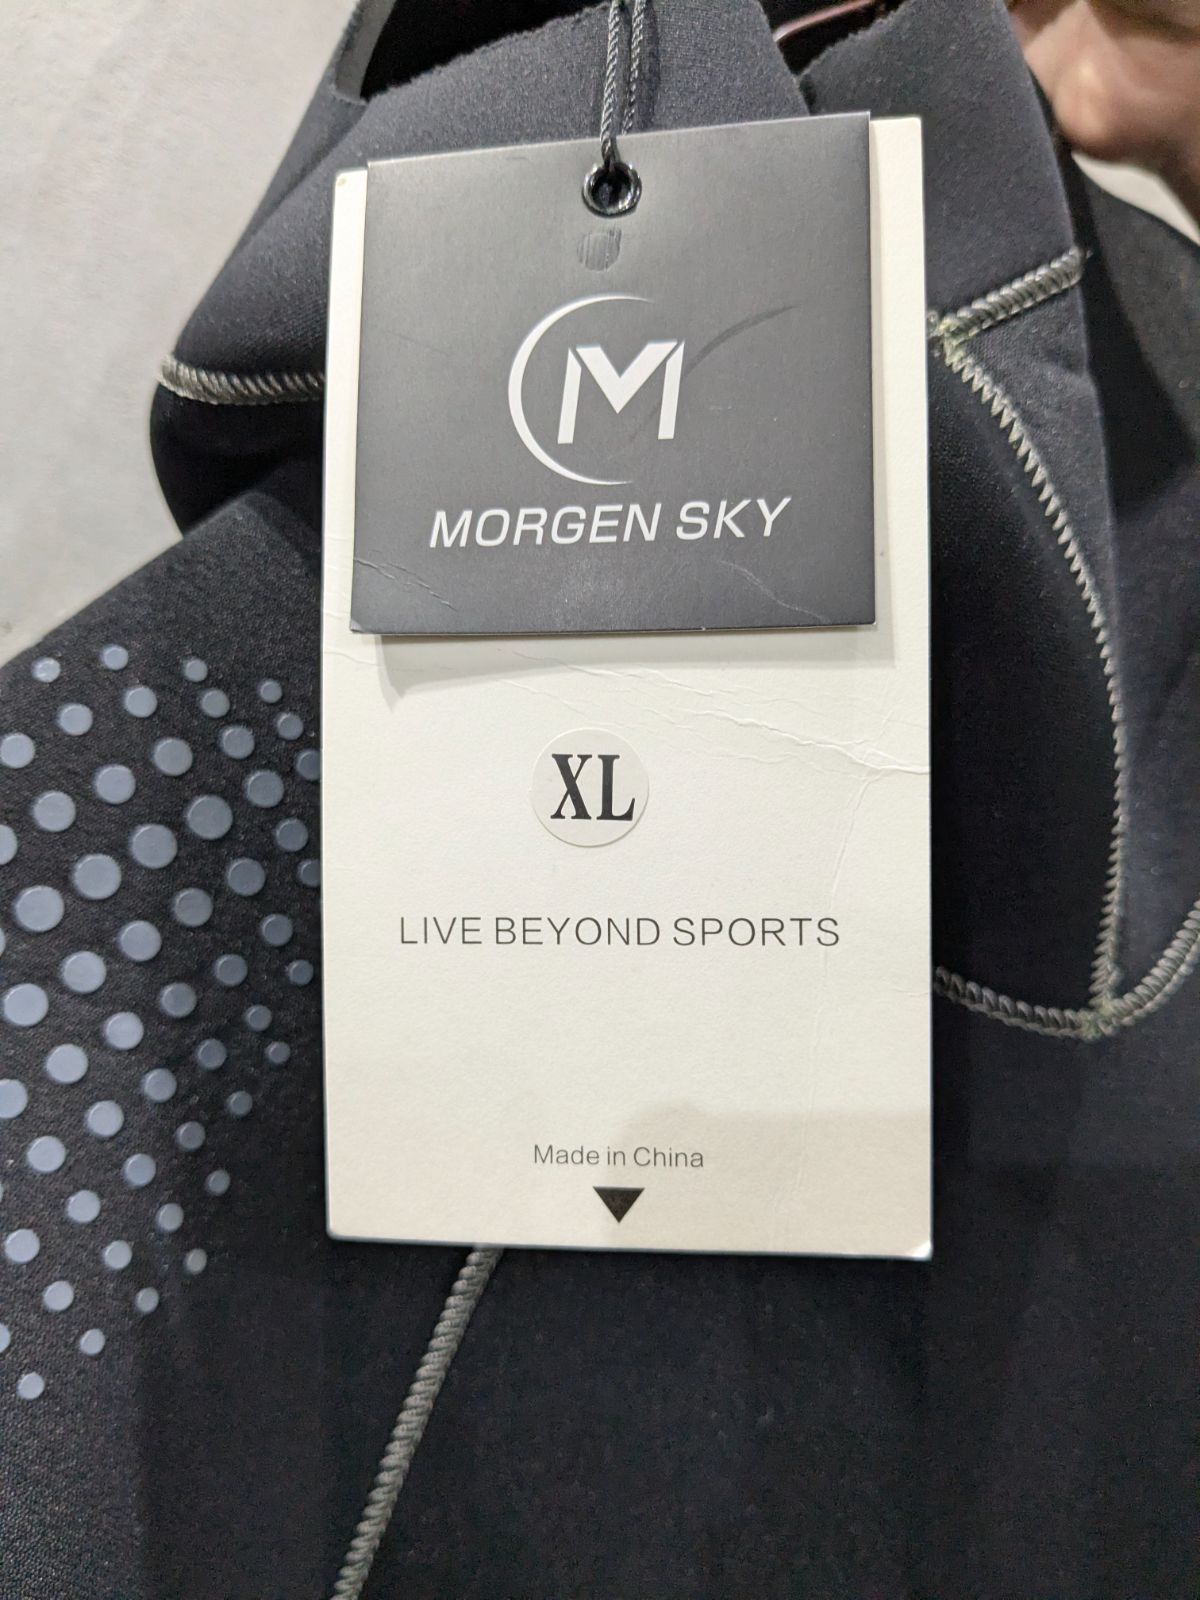 M
MORGEN SKY
XL
LIVE BEYOND SPORTS
Made in China